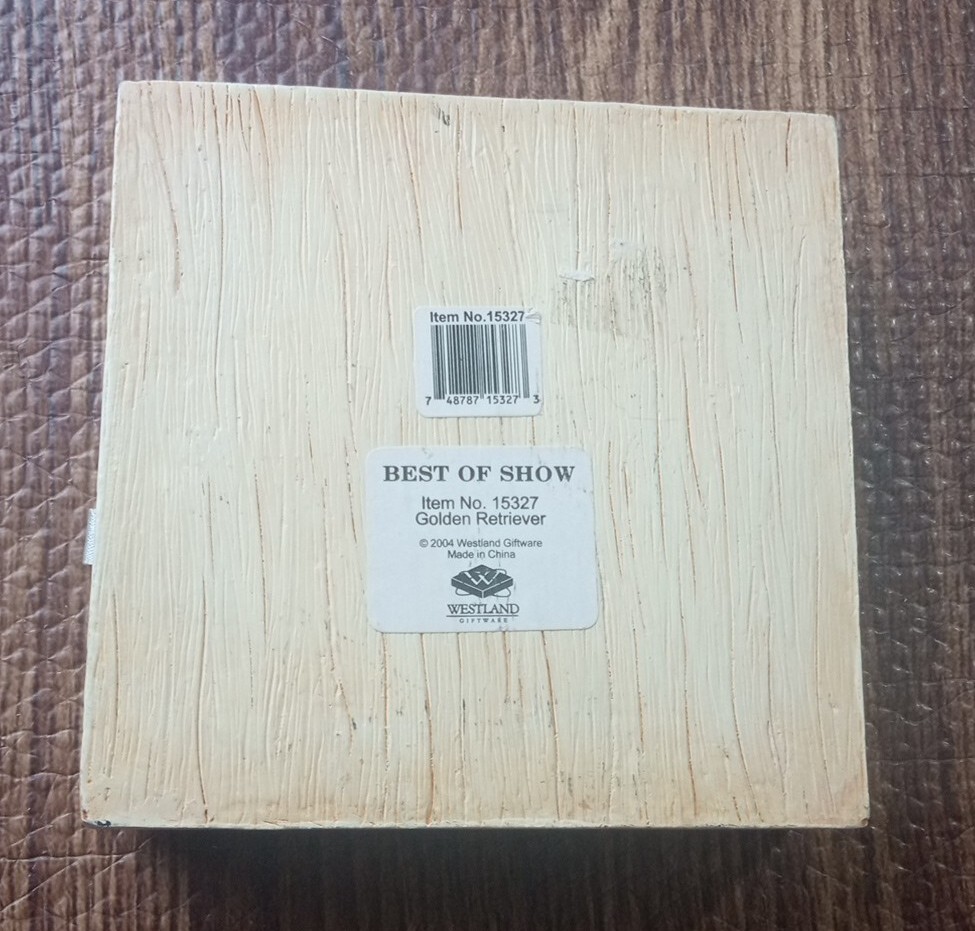 Item No.15327
7 48787 15327 3
BEST OF SHOW
Item No. 15327
Golden Retriever
© 2004 Westland Giftware
Made in China
W
WESTLAND
GIFTWARE